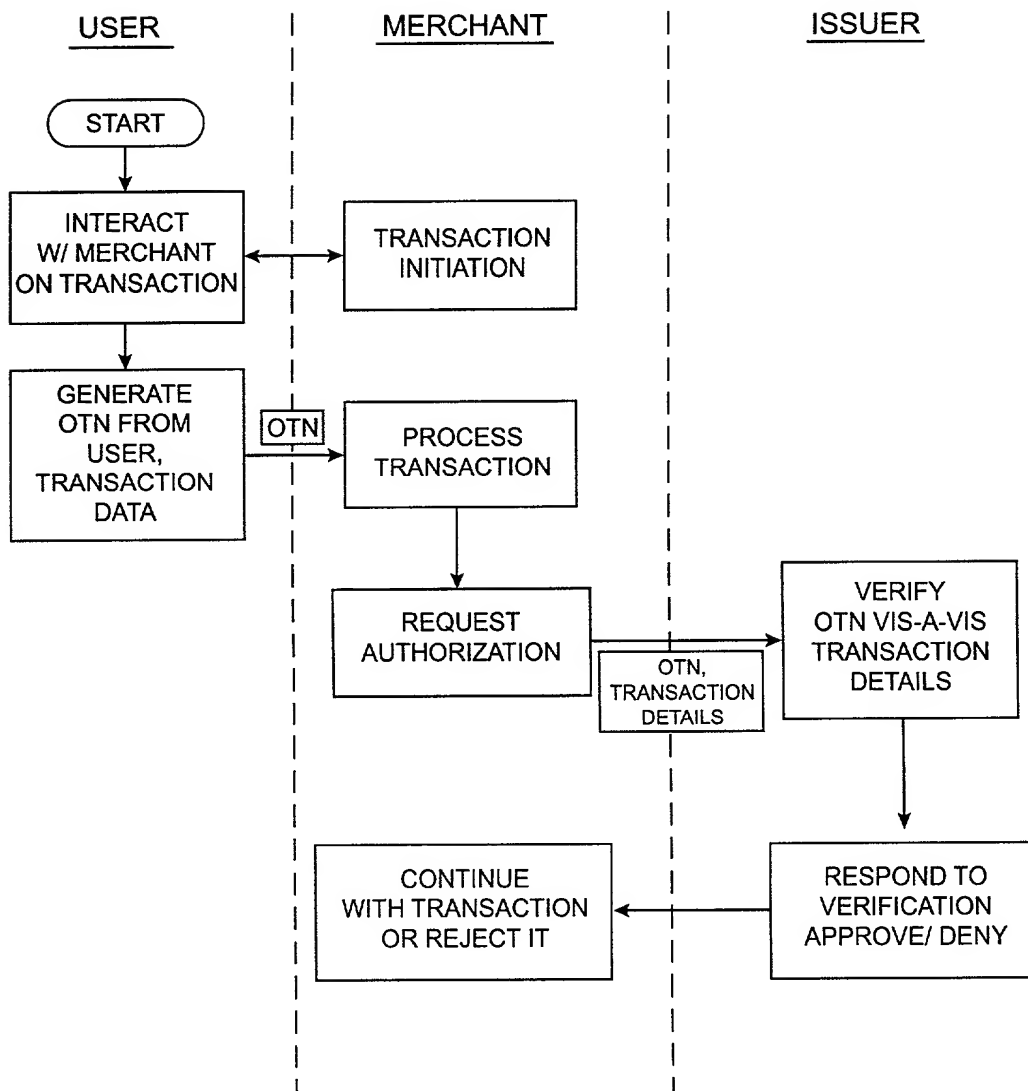 USER
MERCHANT
ISSUER
START
INTERACT
W/ MERCHANT
ON TRANSACTION
TRANSACTION
INITIATION
GENERATE
OTN FROM
USER,
TRANSACTION
DATA
OTN
PROCESS
TRANSACTION
REQUEST
AUTHORIZATION
OTN,
TRANSACTION
DETAILS
VERIFY
OTN VIS-A-VIS
TRANSACTION
DETAILS
RESPOND TO
VERIFICATION
APPROVE/ DENY
CONTINUE
WITH TRANSACTION
OR REJECT IT